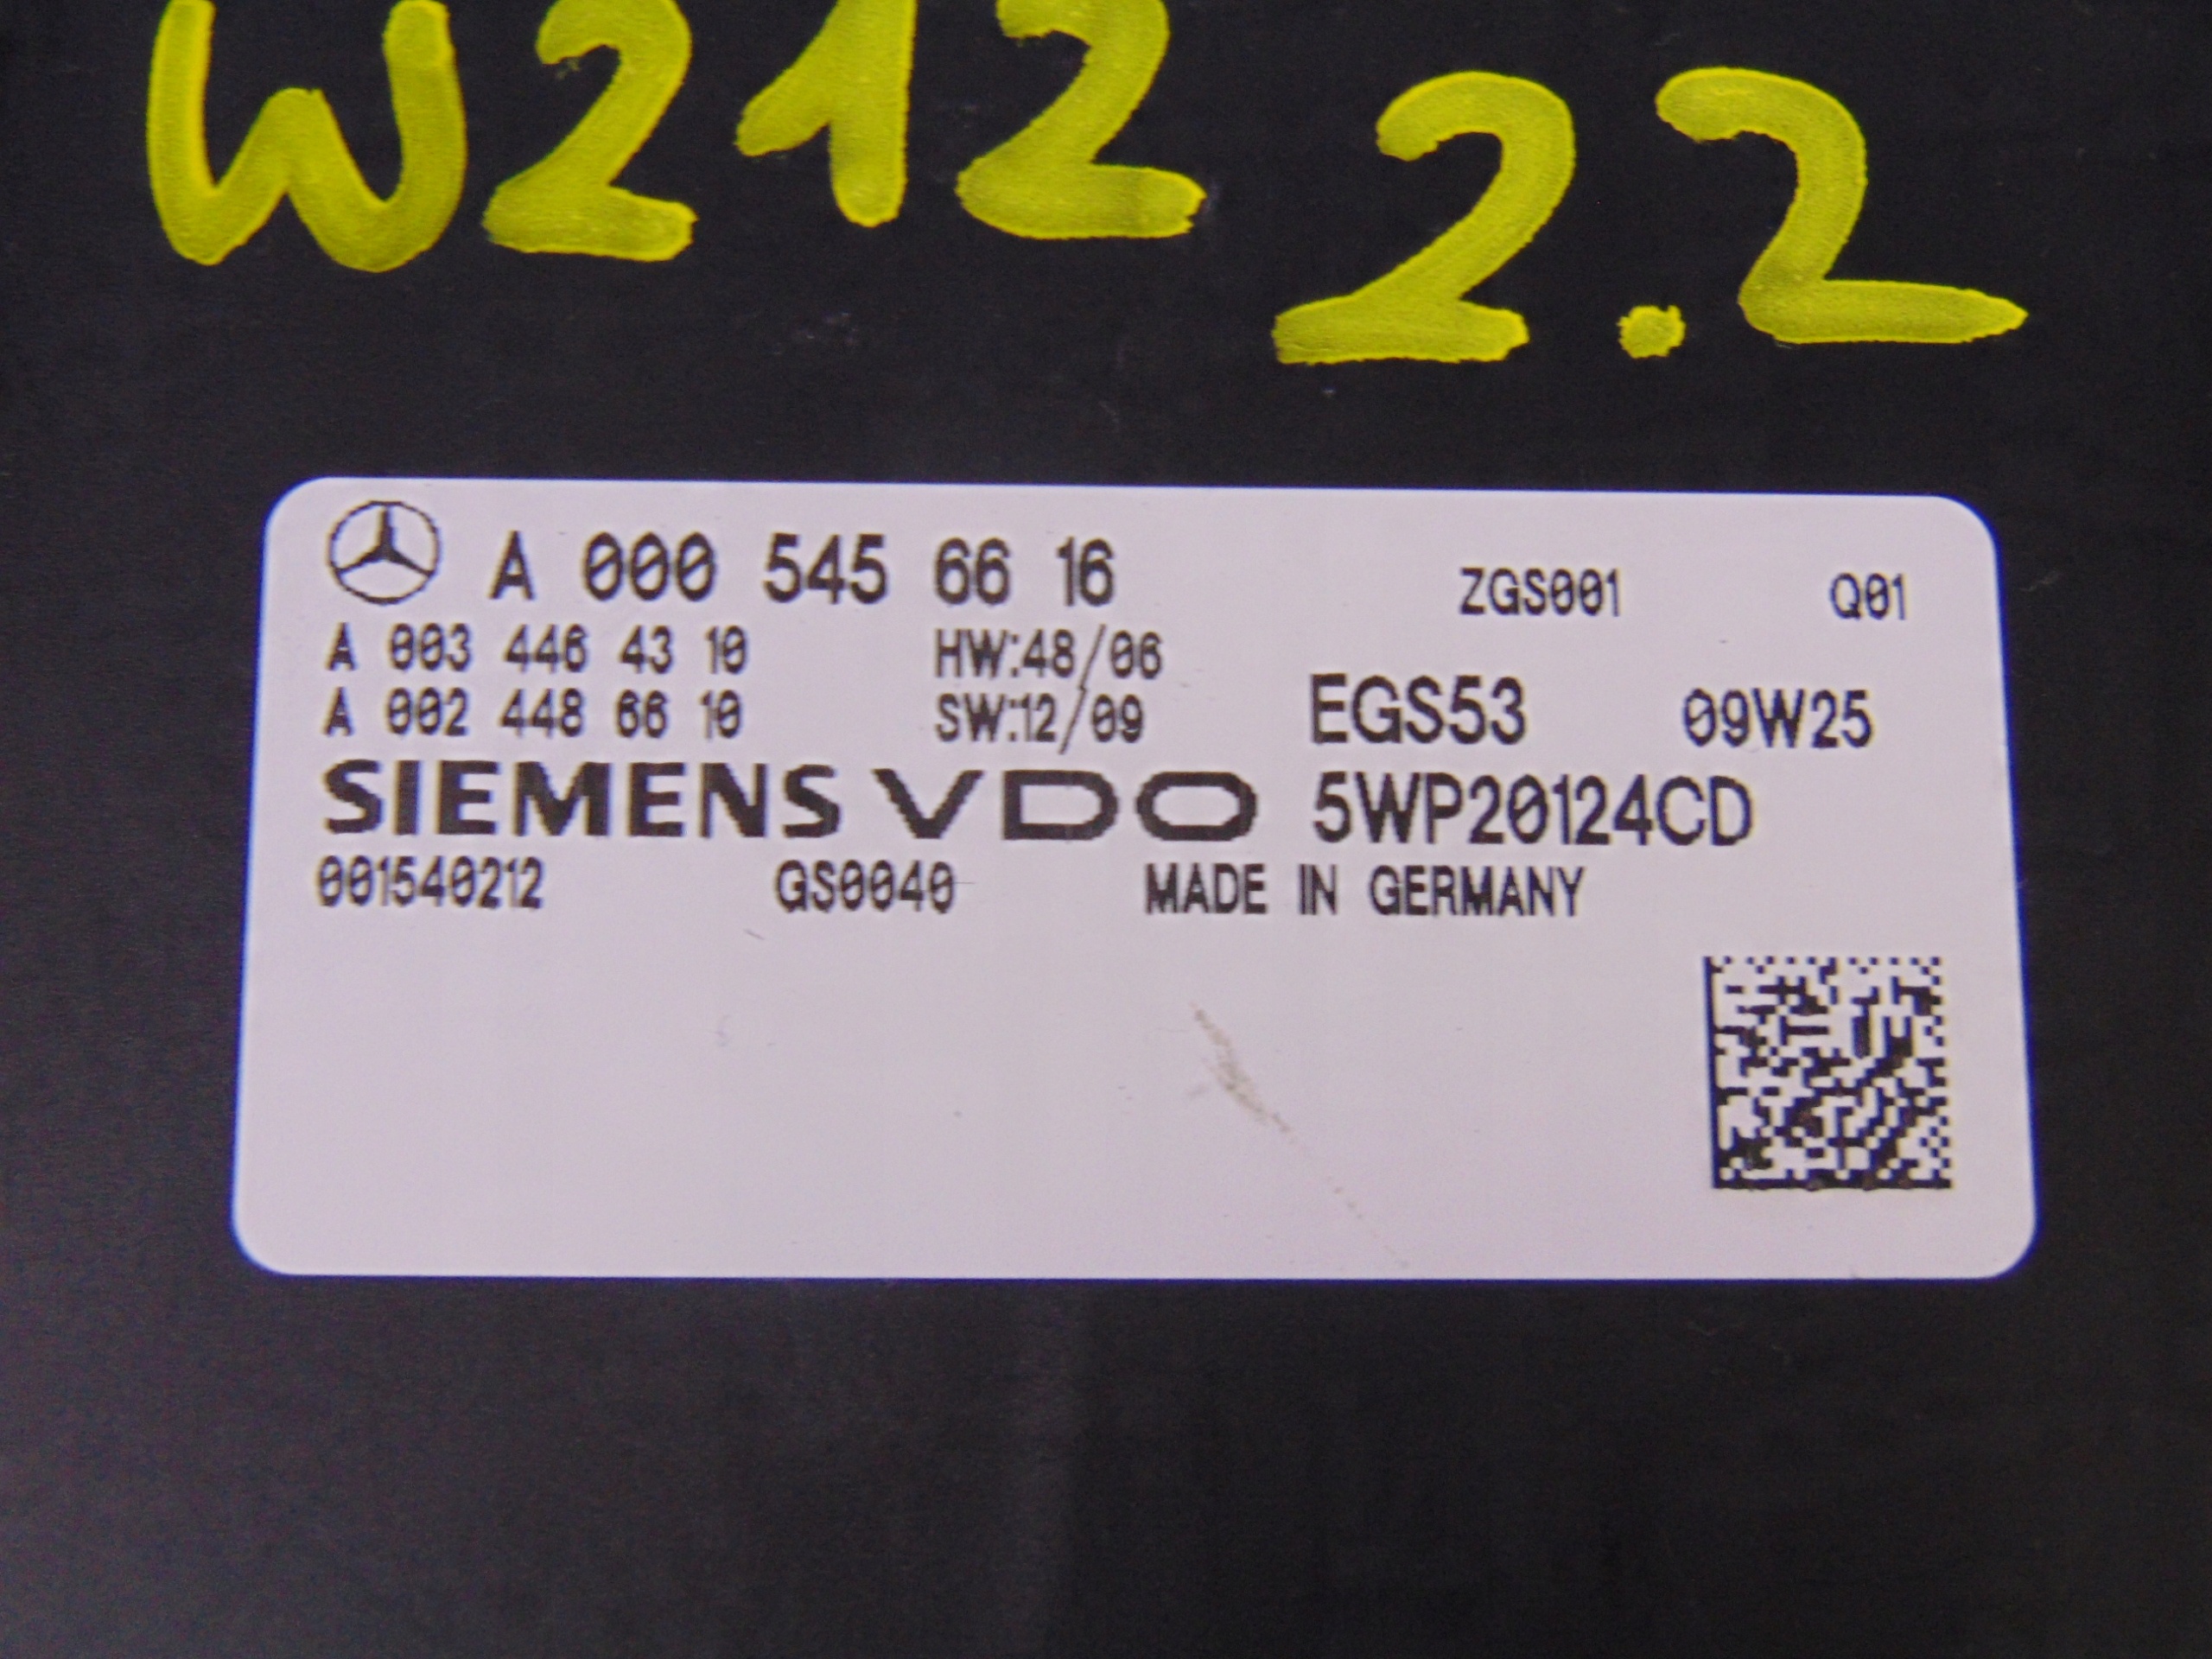 W212 2.2
A 000 545 66 16 ZGS001 Q01
A 003 446 43 10 HW:48/06
A 002 448 66 10 SW:12/09 EGS53 09W25
SIEMENS VDO 5WP20124CD
001540212 GS0040 MADE IN GERMANY